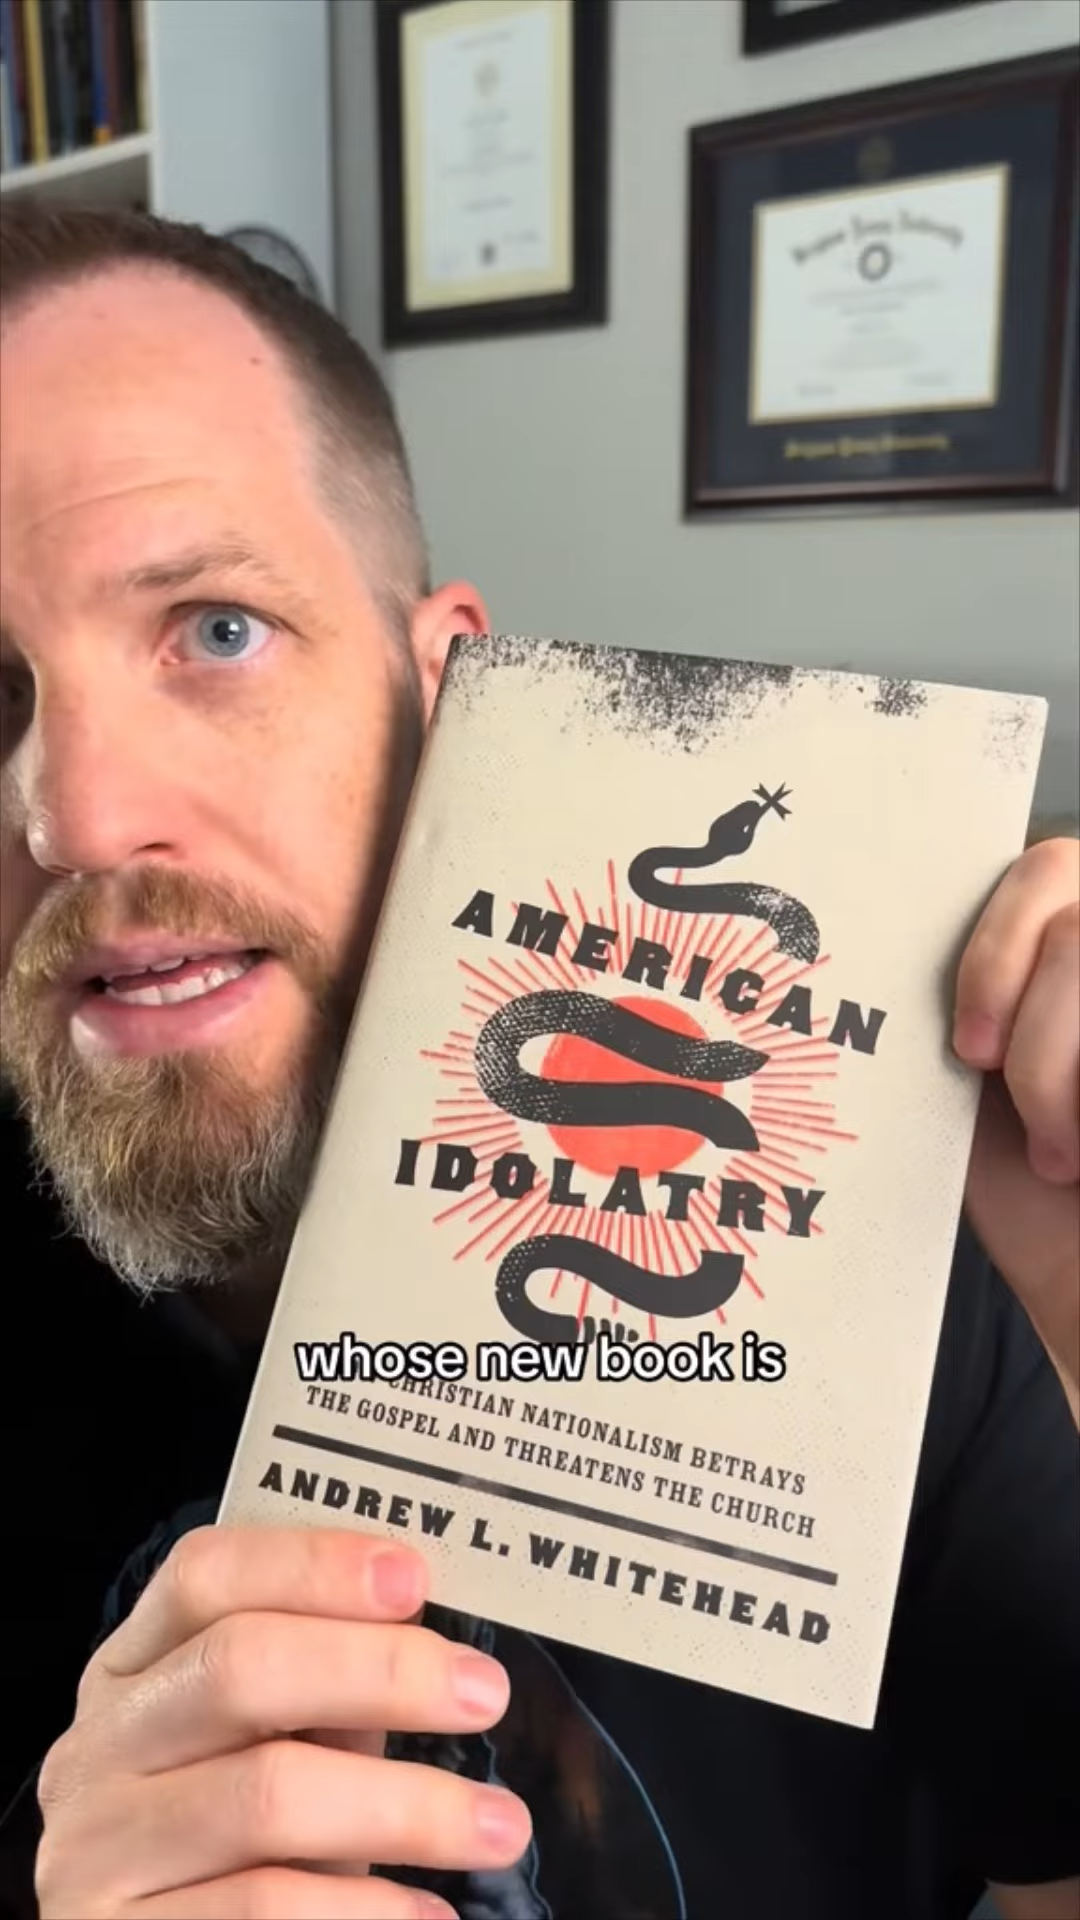 AMERICAN
IDOLATRY
whose new book is
CHRISTIAN NATIONALISM BETRAYS
THE GOSPEL AND THREATENS THE CHURCH
ANDREW L. WHITEHEAD